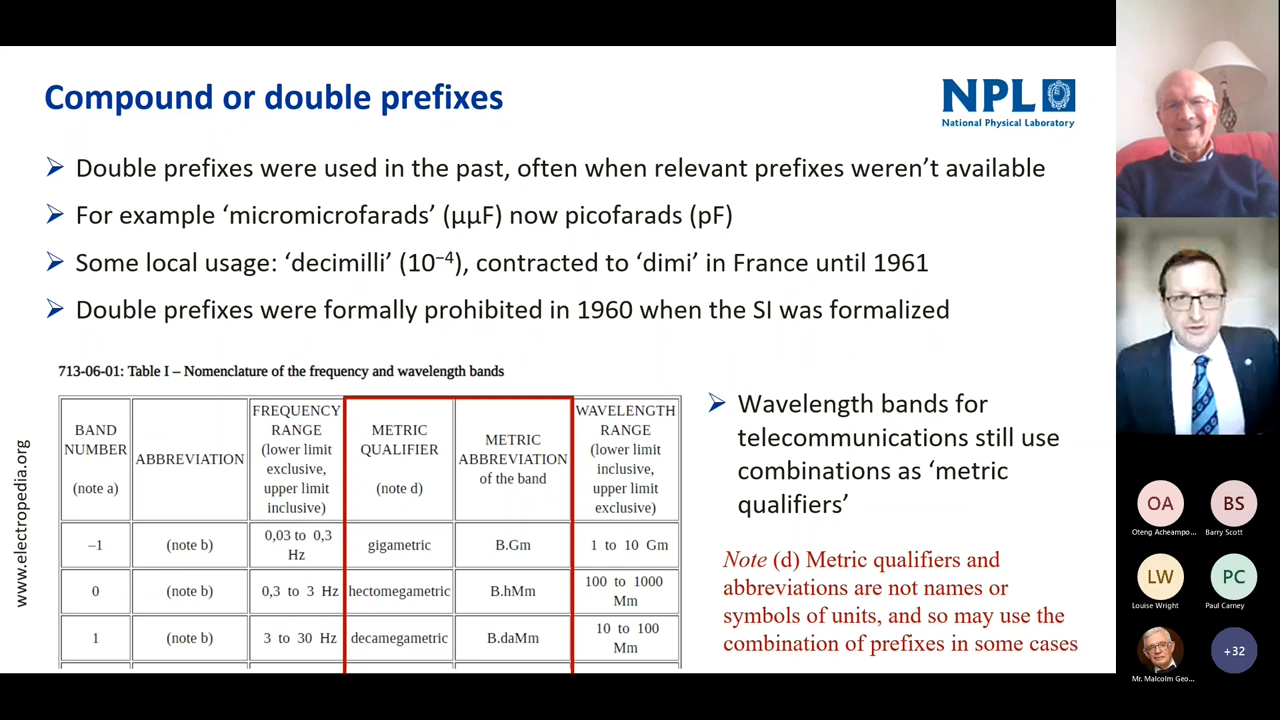 Compound or double prefixes
NPL
National Physical Laboratory
Double prefixes were used in the past, often when relevant prefixes weren’t available
For example ‘micromicrofarads’ (µµF) now picofarads (pF)
Some local usage: ‘decimilli’ (10⁻⁴), contracted to ‘dimi’ in France until 1961
Double prefixes were formally prohibited in 1960 when the SI was formalized
713-06-01: Table I – Nomenclature of the frequency and wavelength bands
BAND
NUMBER
(note a)
ABBREVIATION
FREQUENCY
RANGE
(lower limit
exclusive,
upper limit
inclusive)
METRIC
QUALIFIER
(note d)
METRIC
ABBREVIATION
of the band
WAVELENGTH
RANGE
(lower limit
inclusive,
upper limit
exclusive)
–1
(note b)
0,03 to 0,3
Hz
gigametric
B.Gm
1 to 10 Gm
0
(note b)
0,3 to 3 Hz
hectomegametric
B.hMm
100 to 1000
Mm
1
(note b)
3 to 30 Hz
decamegametric
B.daMm
10 to 100
Mm
www.electropedia.org
Wavelength bands for
telecommunications still use
combinations as ‘metric
qualifiers’
Note (d) Metric qualifiers and
abbreviations are not names or
symbols of units, and so may use the
combination of prefixes in some cases
OA
Oteng Acheampo...
BS
Barry Scott
LW
Louise Wright
PC
Paul Carney
Mr. Malcolm Geo...
+32